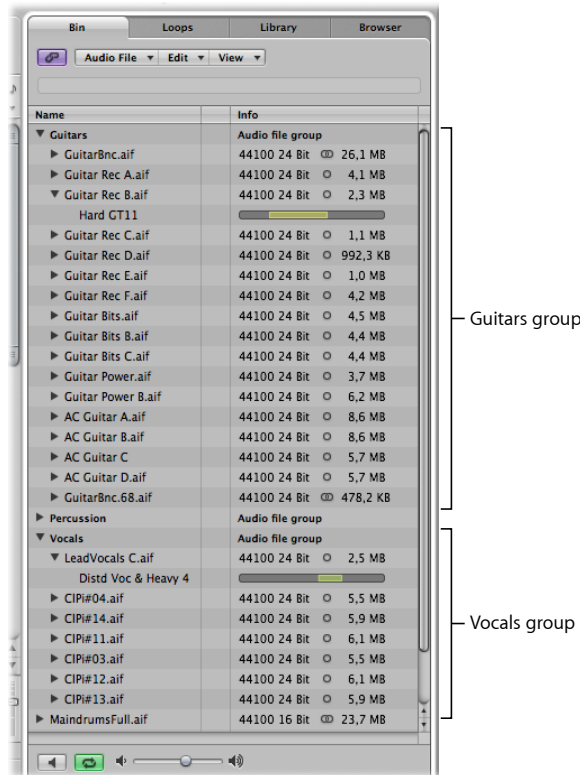 Bin Loops Library Browser
Audio File Edit View
Name Info
Guitars Audio file group
GuitarBnc.aif 44100 24 Bit 26,1 MB
Guitar Rec A.aif 44100 24 Bit 4,1 MB
Guitar Rec B.aif 44100 24 Bit 2,3 MB
Hard GT11
Guitar Rec C.aif 44100 24 Bit 1,1 MB
Guitar Rec D.aif 44100 24 Bit 992,3 KB
Guitar Rec E.aif 44100 24 Bit 1,0 MB
Guitar Rec F.aif 44100 24 Bit 4,2 MB
Guitar Bits.aif 44100 24 Bit 4,5 MB
Guitar Bits B.aif 44100 24 Bit 4,4 MB
Guitar Bits C.aif 44100 24 Bit 4,4 MB
Guitar Power.aif 44100 24 Bit 3,7 MB
Guitar Power B.aif 44100 24 Bit 6,2 MB
AC Guitar A.aif 44100 24 Bit 8,6 MB
AC Guitar B.aif 44100 24 Bit 8,6 MB
AC Guitar C 44100 24 Bit 5,7 MB
AC Guitar D.aif 44100 24 Bit 5,7 MB
GuitarBnc.68.aif 44100 24 Bit 478,2 KB
Guitars group
Percussion Audio file group
Vocals Audio file group
LeadVocals C.aif 44100 24 Bit 2,5 MB
Distd Voc & Heavy 4
CIPi#04.aif 44100 24 Bit 5,5 MB
CIPi#14.aif 44100 24 Bit 5,9 MB
CIPi#11.aif 44100 24 Bit 6,1 MB
CIPi#03.aif 44100 24 Bit 5,5 MB
CIPi#12.aif 44100 24 Bit 6,1 MB
CIPi#13.aif 44100 24 Bit 5,9 MB
Vocals group
MaindrumsFull.aif 44100 16 Bit 23,7 MB